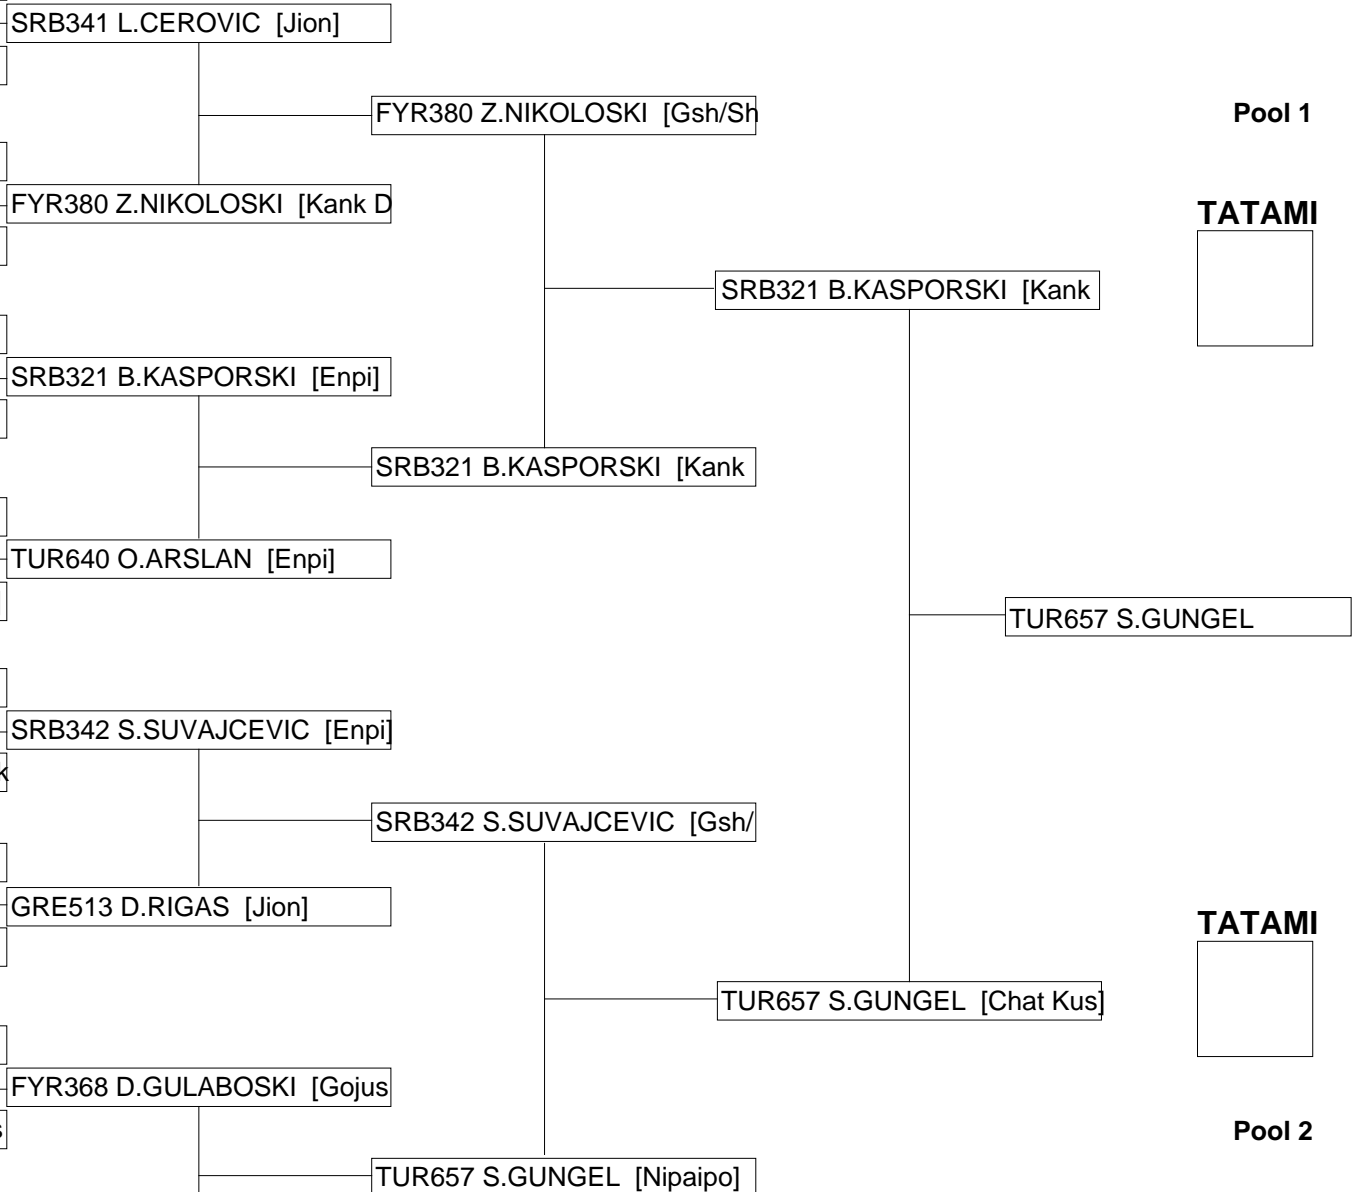 SRB341 L.CEROVIC [Jion]
FYR380 Z.NIKOLOSKI [Gsh/Sh
Pool 1
FYR380 Z.NIKOLOSKI [Kank D
TATAMI
SRB321 B.KASPORSKI [Kank
SRB321 B.KASPORSKI [Enpi]
SRB321 B.KASPORSKI [Kank
TUR640 O.ARSLAN [Enpi]
TUR657 S.GUNGEL
SRB342 S.SUVAJCEVIC [Enpi]
k
SRB342 S.SUVAJCEVIC [Gsh/
GRE513 D.RIGAS [Jion]
TATAMI
TUR657 S.GUNGEL [Chat Kus]
FYR368 D.GULABOSKI [Gojus
s
Pool 2
TUR657 S.GUNGEL [Nipaipo]